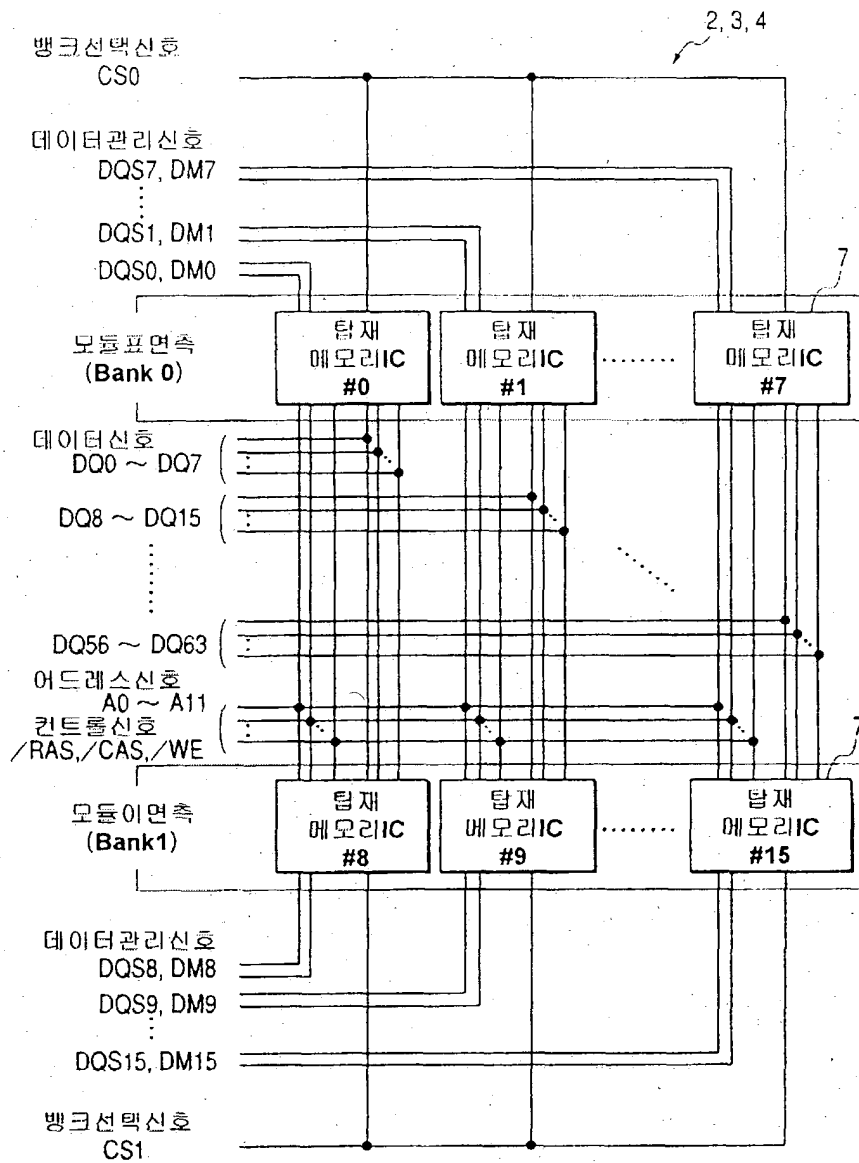 2, 3, 4
뱅크선택신호
CS0
데이터관리신호
DQS7, DM7
DQS1, DM1
DQS0, DM0
7
모듈표면측
(Bank 0)
탑재
메모리IC
#0
탑재
메모리IC
#1
탑재
메모리IC
#7
데이터신호
DQ0 ～ DQ7
DQ8 ～ DQ15
DQ56 ～ DQ63
어드레스신호
A0 ～ A11
컨트롤신호
/RAS,/CAS,/WE
7
모듈이면측
(Bank1)
탑재
메모리IC
#8
탑재
메모리IC
#9
탑재
메모리IC
#15
데이터관리신호
DQS8, DM8
DQS9, DM9
DQS15, DM15
뱅크선택신호
CS1